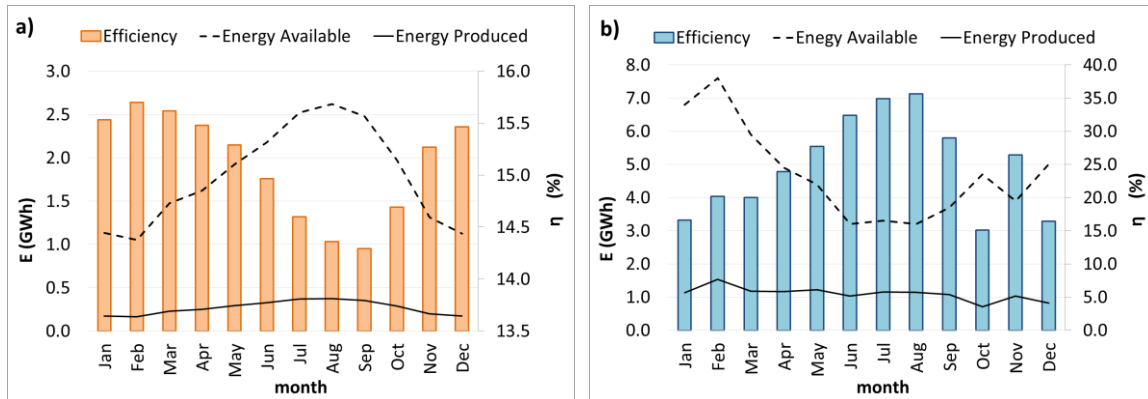 a)
Efficiency Energy Available Energy Produced
3.0 16.0
2.5 15.5
2.0 15.0
1.5
1.0 14.5
0.5 14.0
0.0 13.5
E (GWh)
η (%)
Jan Feb Mar Apr May Jun Jul Aug Sep Oct Nov Dec
month
b)
Efficiency Enegy Available Energy Produced
8.0 40.0
7.0 35.0
6.0 30.0
5.0 25.0
4.0 20.0
3.0 15.0
2.0 10.0
1.0 5.0
0.0 0.0
E (GWh)
η (%)
Jan Feb Mar Apr May Jun Jul Aug Sep Oct Nov Dec
month